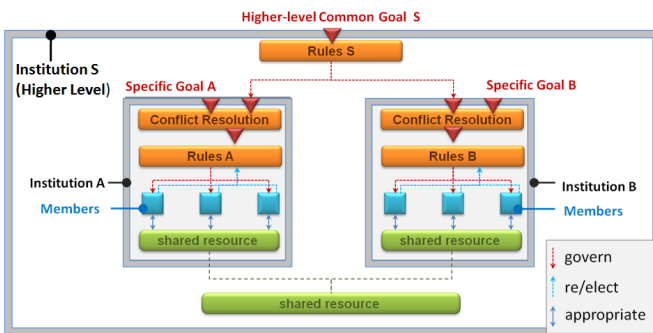 Higher-level Common Goal S
Rules S
Institution S
(Higher Level)
Specific Goal A
Specific Goal B
Conflict Resolution
Conflict Resolution
Rules A
Rules B
Institution A
Institution B
Members
Members
shared resource
shared resource
shared resource
govern
re/elect
appropriate